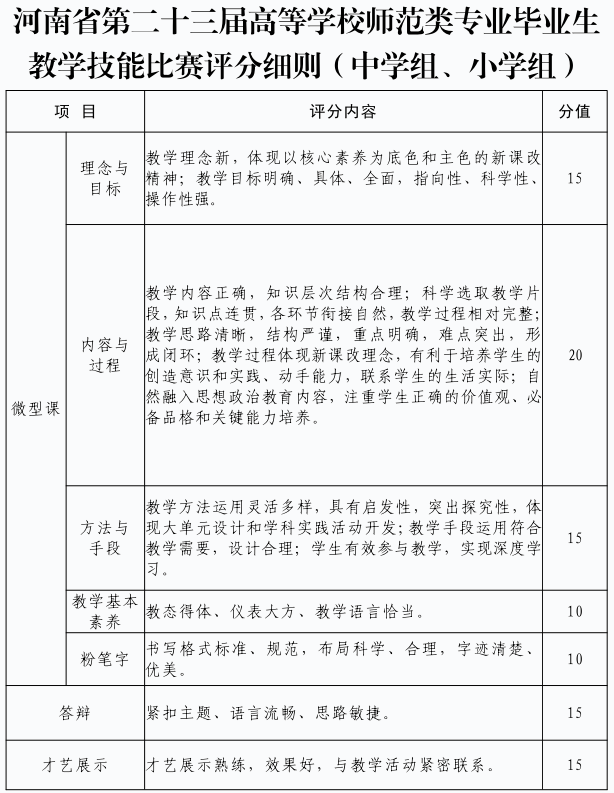 河南省第二十三届高等学校师范类专业毕业生
教学技能比赛评分细则（中学组、小学组）
项 目
评分内容
分值
微型课
理念与
目标
教学理念新，体现以核心素养为底色和主色的新课改
精神；教学目标明确、具体、全面，指向性、科学性、
操作性强。
15
内容与
过程
教学内容正确，知识层次结构合理；科学选取教学片
段，知识点连贯，各环节衔接自然，教学过程相对完整；
教学思路清晰，结构严谨，重点明确，难点突出，形
成闭环；教学过程体现新课改理念，有利于培养学生的
创造意识和实践、动手能力，联系学生的生活实际；自
然融入思想政治教育内容，注重学生正确的价值观、必
备品格和关键能力培养。
20
方法与
手段
教学方法运用灵活多样，具有启发性，突出探究性，体
现大单元设计和学科实践活动开发；教学手段运用符合
教学需要，设计合理；学生有效参与教学，实现深度学
习。
15
教学基本
素养
教态得体、仪表大方、教学语言恰当。
10
粉笔字
书写格式标准、规范，布局科学、合理，字迹清楚、
优美。
10
答辩
紧扣主题、语言流畅、思路敏捷。
15
才艺展示
才艺展示熟练，效果好，与教学活动紧密联系。
15